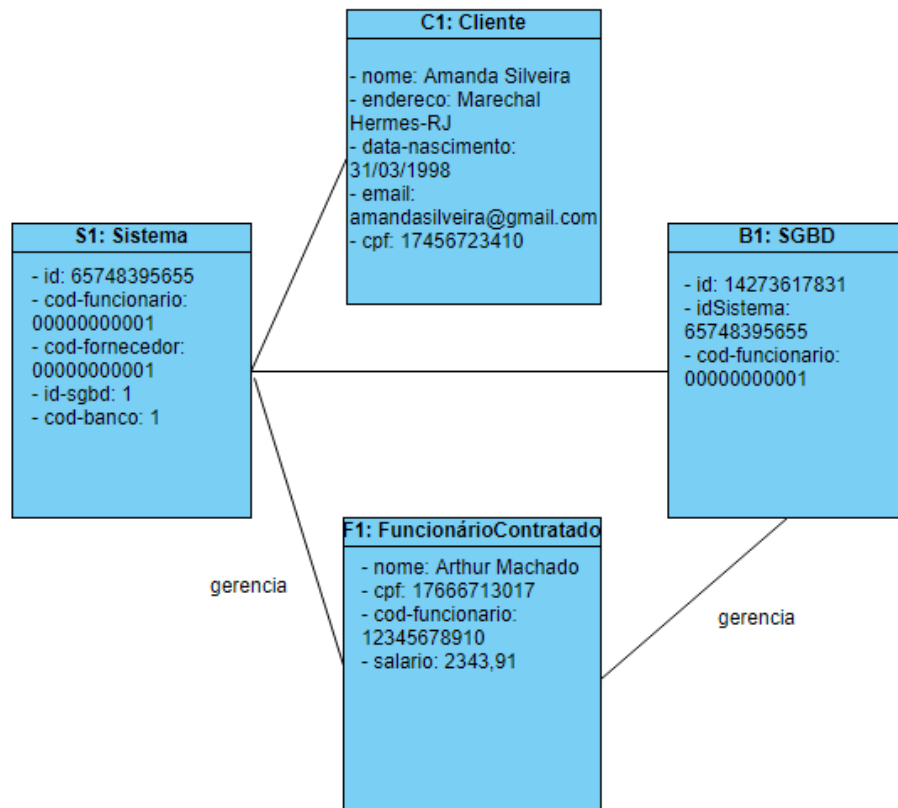 C1: Cliente
- nome: Amanda Silveira
- endereco: Marechal
Hermes-RJ
- data-nascimento:
31/03/1998
- email:
amandasilveira@gmail.com
- cpf: 17456723410
S1: Sistema
- id: 65748395655
- cod-funcionario:
00000000001
- cod-fornecedor:
00000000001
- id-sgbd: 1
- cod-banco: 1
B1: SGBD
- id: 14273617831
- idSistema:
65748395655
- cod-funcionario:
00000000001
F1: FuncionárioContratado
- nome: Arthur Machado
- cpf: 17666713017
- cod-funcionario:
12345678910
- salario: 2343,91
gerencia
gerencia